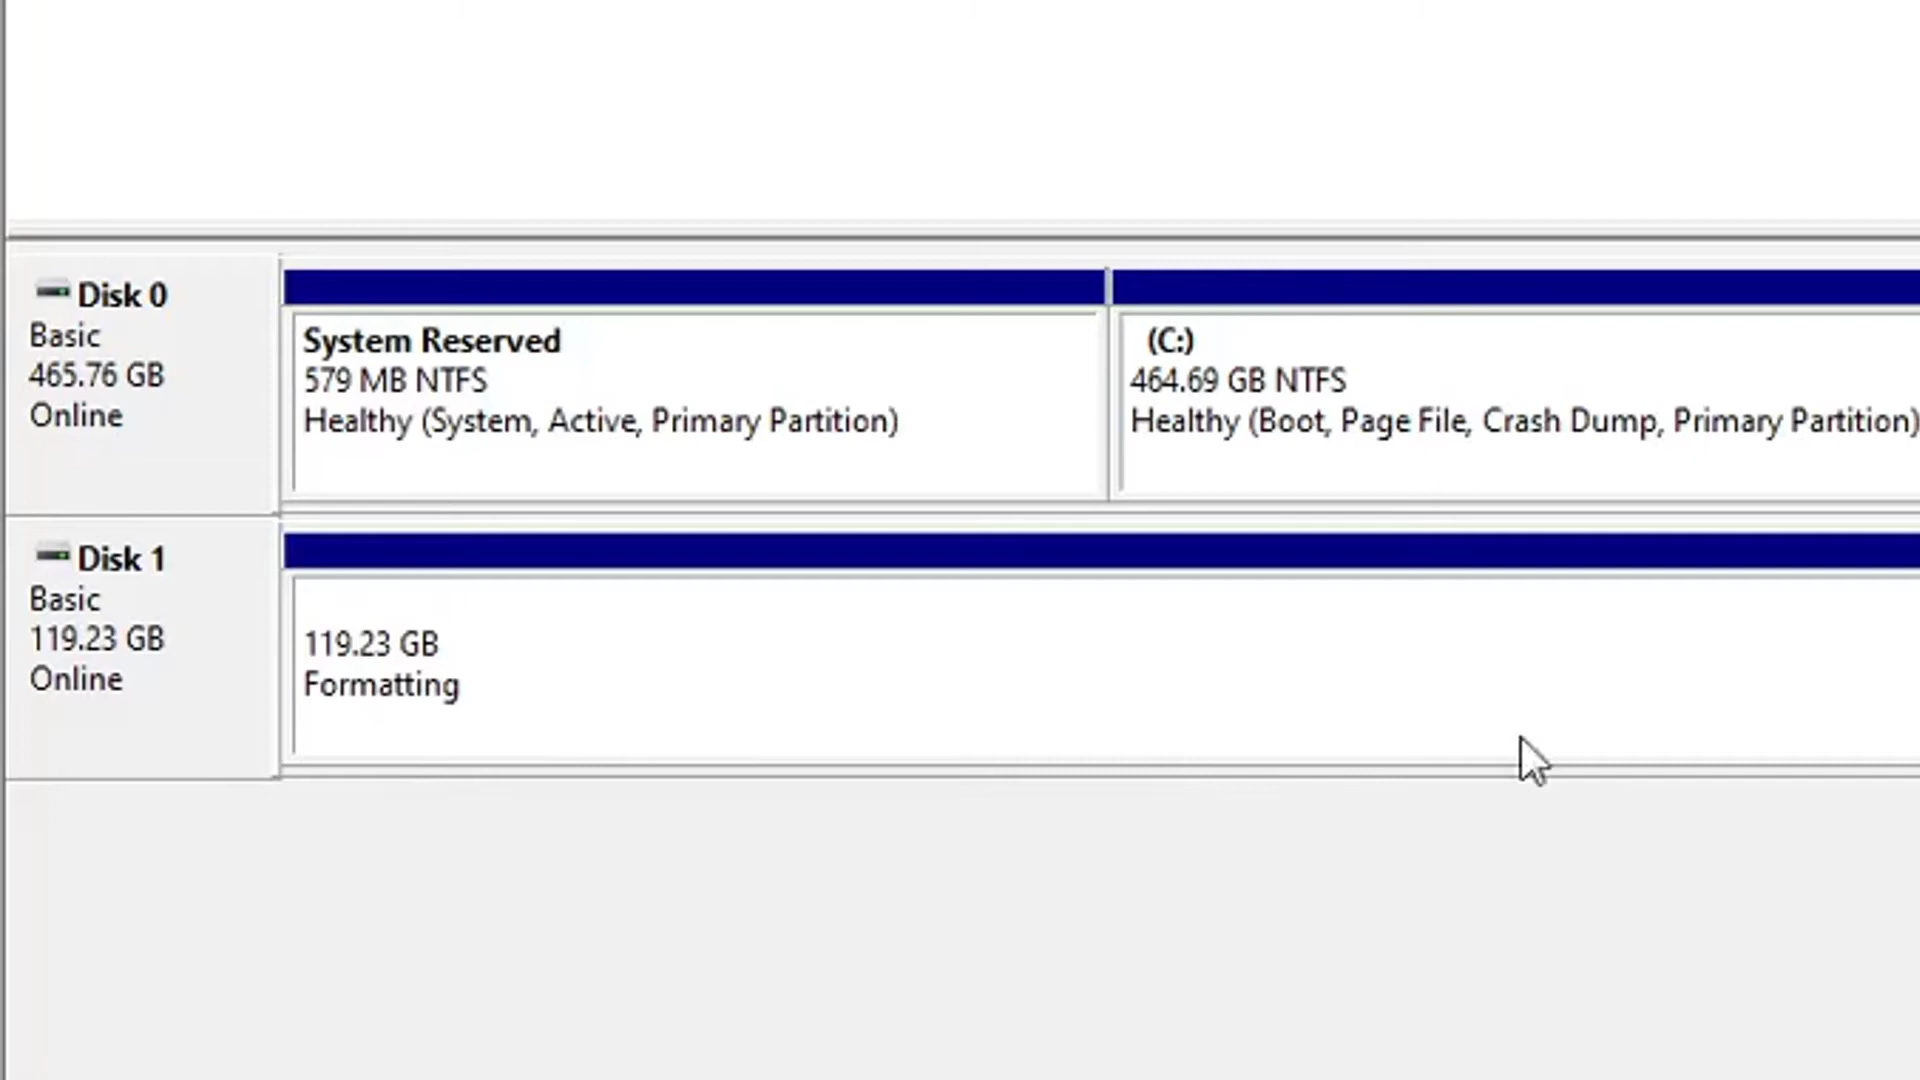 Disk 0
Basic
465.76 GB
Online
System Reserved
579 MB NTFS
Healthy (System, Active, Primary Partition)
(C:)
464.69 GB NTFS
Healthy (Boot, Page File, Crash Dump, Primary Partition)
Disk 1
Basic
119.23 GB
Online
119.23 GB
Formatting